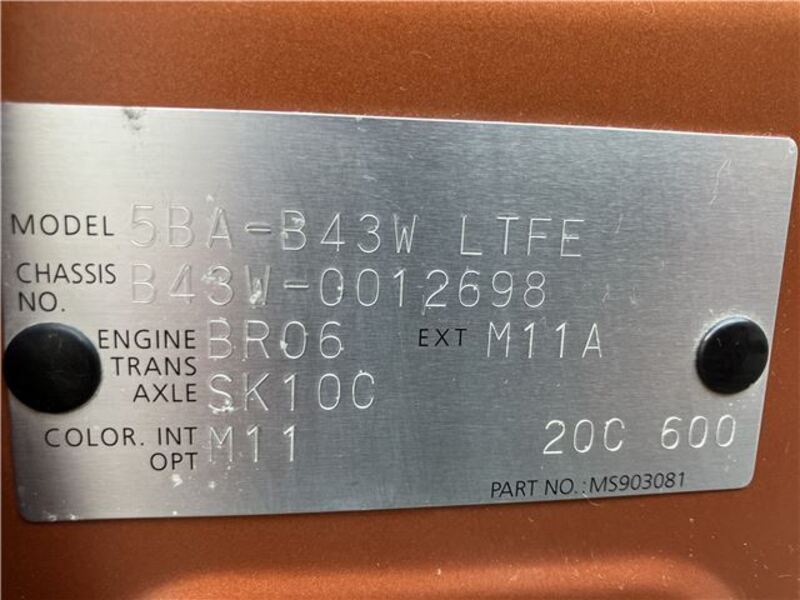 MODEL 5BA-B43W LTFE
CHASSIS NO. B43W-0012698
ENGINE BR06 EXT M11A
TRANS AXLE SK10C
COLOR. INT OPT M11 20C 600
PART NO.:MS903081